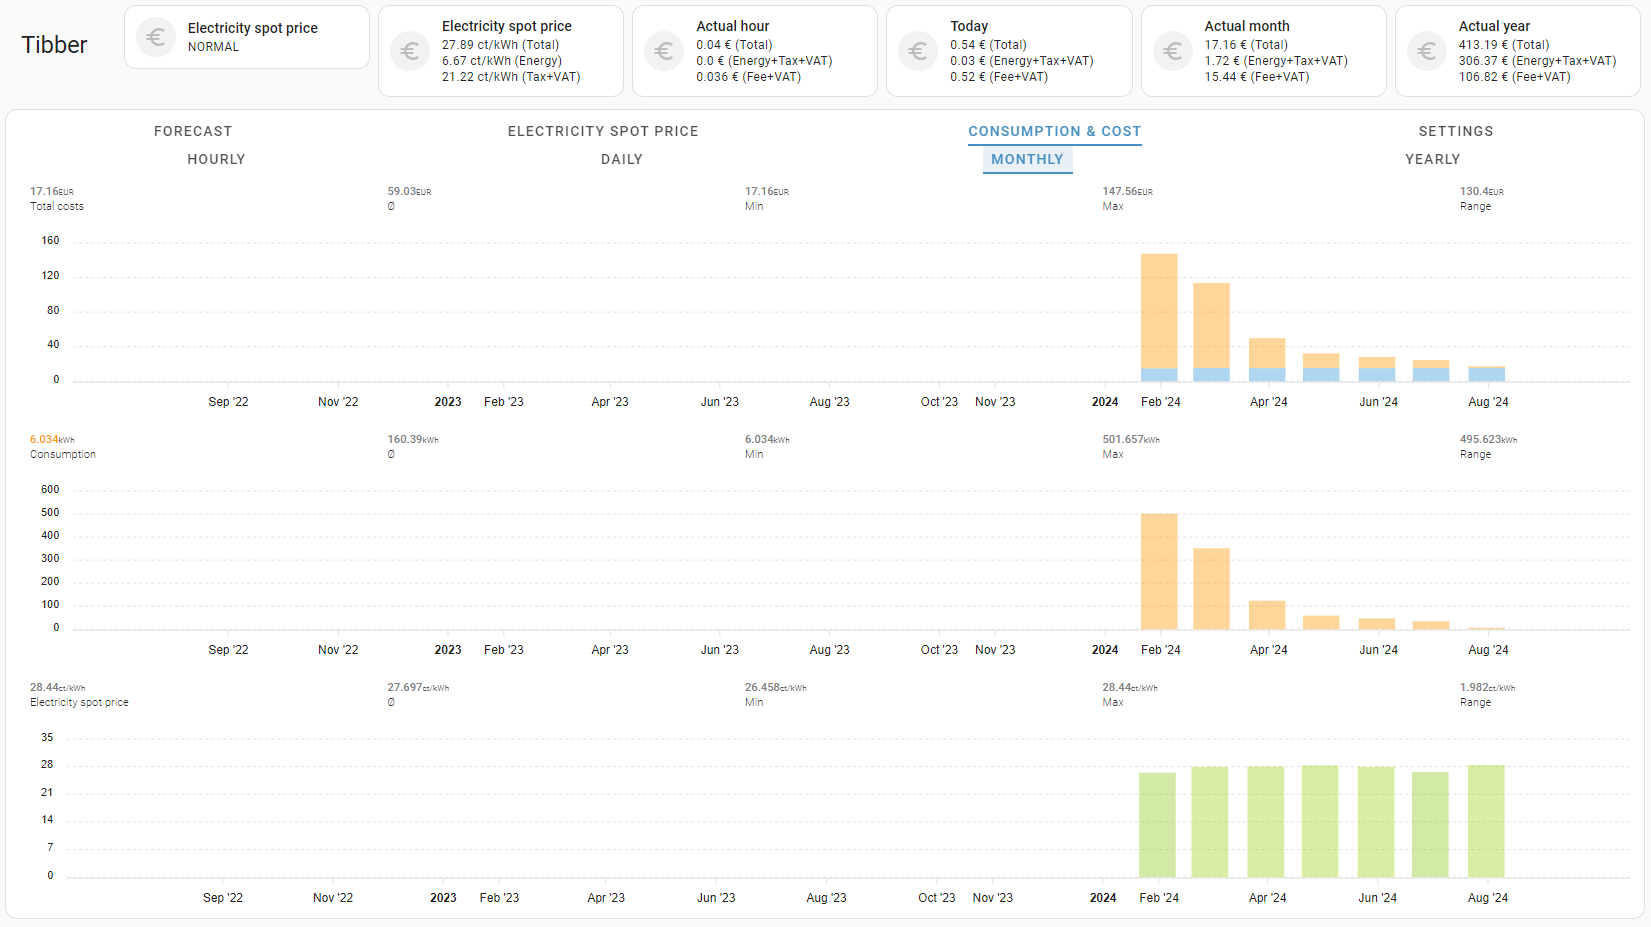 Tibber
Electricity spot price
NORMAL
Electricity spot price
27.89 ct/kWh (Total)
6.67 ct/kWh (Energy)
21.22 ct/kWh (Tax+VAT)
Actual hour
0.04 € (Total)
0.0 € (Energy+Tax+VAT)
0.036 € (Fee+VAT)
Today
0.54 € (Total)
0.03 € (Energy+Tax+VAT)
0.52 € (Fee+VAT)
Actual month
17.16 € (Total)
1.72 € (Energy+Tax+VAT)
15.44 € (Fee+VAT)
Actual year
413.19 € (Total)
306.37 € (Energy+Tax+VAT)
106.82 € (Fee+VAT)
FORECAST ELECTRICITY SPOT PRICE CONSUMPTION & COST SETTINGS
HOURLY DAILY MONTHLY YEARLY
17.16EUR 59.03EUR 17.16EUR 147.56EUR 130.4EUR
Total costs Ø Min Max Range
160
120
80
40
0
Sep '22 Nov '22 2023 Feb '23 Apr '23 Jun '23 Aug '23 Oct '23 Nov '23 2024 Feb '24 Apr '24 Jun '24 Aug '24
6.034kWh 160.39kWh 6.034kWh 501.657kWh 495.623kWh
Consumption Ø Min Max Range
600
500
400
300
200
100
0
Sep '22 Nov '22 2023 Feb '23 Apr '23 Jun '23 Aug '23 Oct '23 Nov '23 2024 Feb '24 Apr '24 Jun '24 Aug '24
28.44ct/kWh 27.697ct/kWh 26.458ct/kWh 28.44ct/kWh 1.982ct/kWh
Electricity spot price Ø Min Max Range
35
28
21
14
7
0
Sep '22 Nov '22 2023 Feb '23 Apr '23 Jun '23 Aug '23 Oct '23 Nov '23 2024 Feb '24 Apr '24 Jun '24 Aug '24